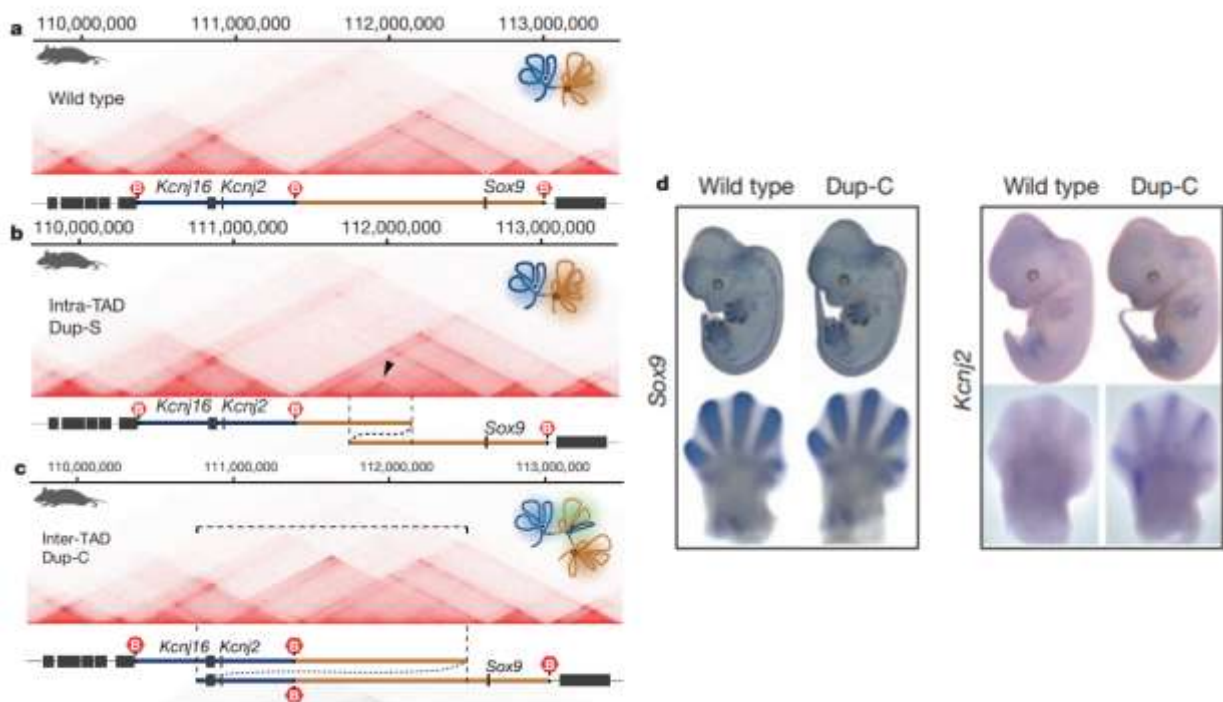 a
110,000,000 111,000,000 112,000,000 113,000,000
Wild type
B Kcnj16 Kcnj2 B Sox9 B
b
110,000,000 111,000,000 112,000,000 113,000,000
Intra-TAD
Dup-S
B Kcnj16 Kcnj2 B
Sox9 B
c
110,000,000 111,000,000 112,000,000 113,000,000
Inter-TAD
Dup-C
B Kcnj16 Kcnj2 B
Sox9 B
B
d
Wild type Dup-C
Sox9
Wild type Dup-C
Kcnj2